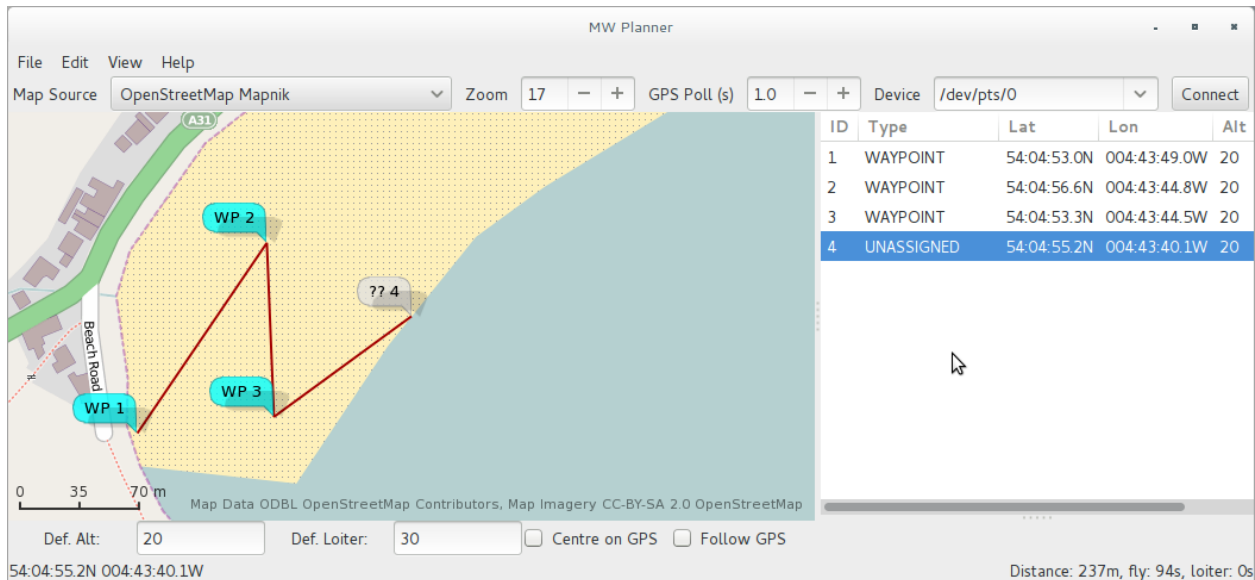 MW Planner
File Edit View Help
Map Source OpenStreetMap Mapnik Zoom 17 − + GPS Poll (s) 1.0 − + Device /dev/pts/0 Connect
ID Type Lat Lon Alt
1 WAYPOINT 54:04:53.0N 004:43:49.0W 20
2 WAYPOINT 54:04:56.6N 004:43:44.8W 20
3 WAYPOINT 54:04:53.3N 004:43:44.5W 20
4 UNASSIGNED 54:04:55.2N 004:43:40.1W 20
A31
WP 2
?? 4
Beach Road
WP 3
WP 1
0 35 70 m
Map Data ODBL OpenStreetMap Contributors, Map Imagery CC-BY-SA 2.0 OpenStreetMap
Def. Alt: 20 Def. Loiter: 30 Centre on GPS Follow GPS
54:04:55.2N 004:43:40.1W
Distance: 237m, fly: 94s, loiter: 0s